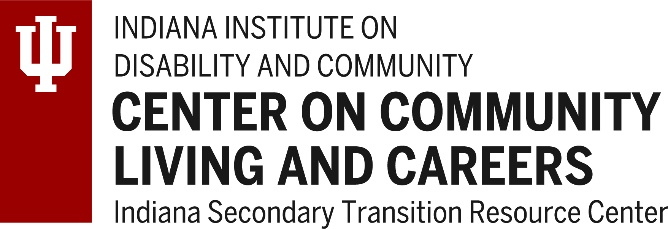 INDIANA INSTITUTE ON
DISABILITY AND COMMUNITY
CENTER ON COMMUNITY
LIVING AND CAREERS
Indiana Secondary Transition Resource Center